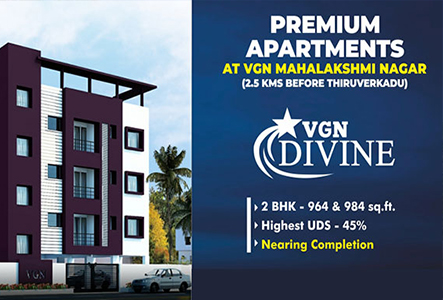 PREMIUM
APARTMENTS
AT VGN MAHALAKSHMI NAGAR
(2.5 KMS BEFORE THIRUVERKADU)
VGN
DIVINE
2 BHK - 964 & 984 sq.ft.
Highest UDS - 45%
Nearing Completion
VGN